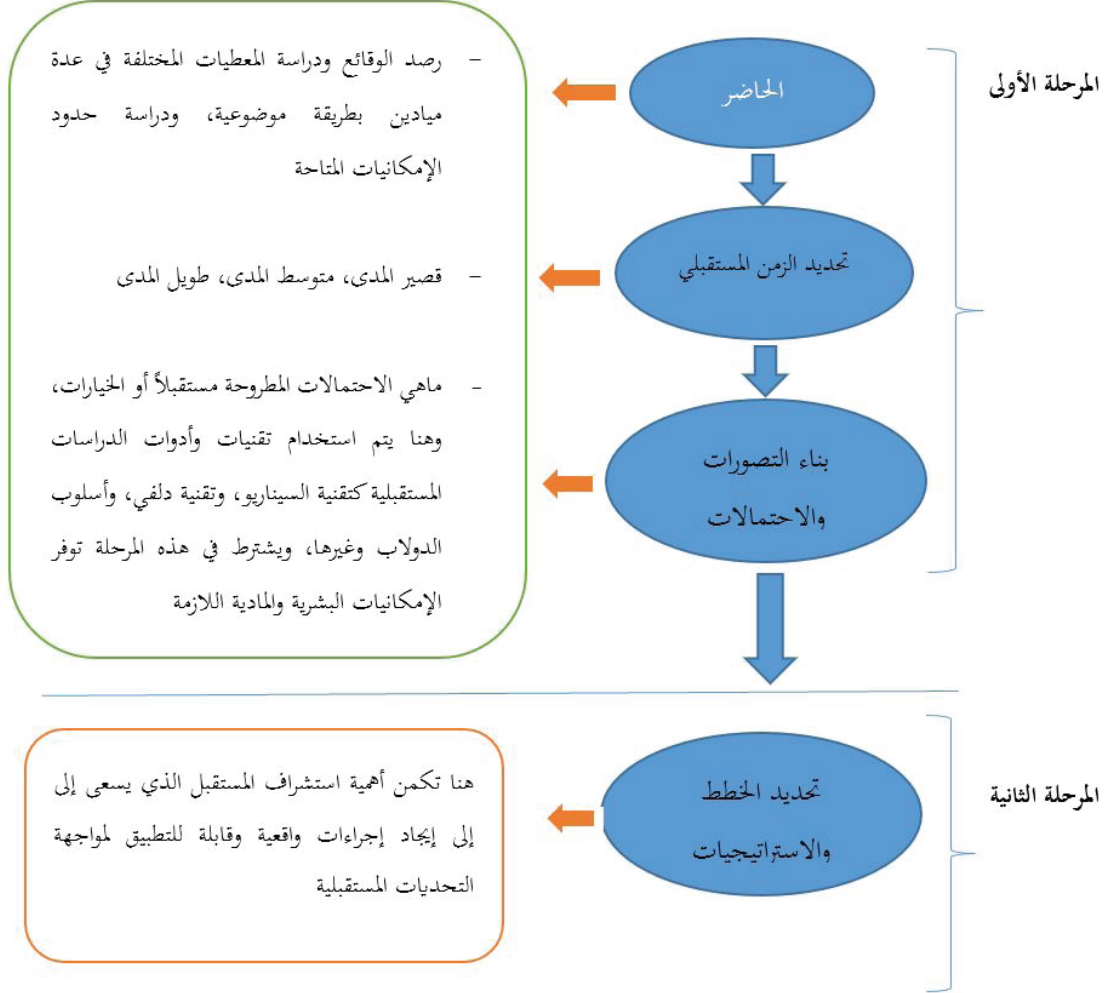 المرحلة الأولى
الحاضر
- رصد الوقائع ودراسة المعطيات المختلفة في عدة
ميادين بطريقة موضوعية، ودراسة حدود
الإمكانيات المتاحة
تحديد الزمن المستقبلي
- قصير المدى، متوسط المدى، طويل المدى
بناء التصورات
والاحتمالات
- ماهي الاحتمالات المطروحة مستقبلاً أو الخيارات،
وهنا يتم استخدام تقنيات وأدوات الدراسات
المستقبلية كتقنية السيناريو، وتقنية دلفي، وأسلوب
الدولاب وغيرها، ويشترط في هذه المرحلة توفر
الإمكانيات البشرية والمادية اللازمة
المرحلة الثانية
تحديد الخطط
والاستراتيجيات
هنا تكمن أهمية استشراف المستقبل الذي يسعى إلى
إلى إيجاد إجراءات واقعية وقابلة للتطبيق لمواجهة
التحديات المستقبلية